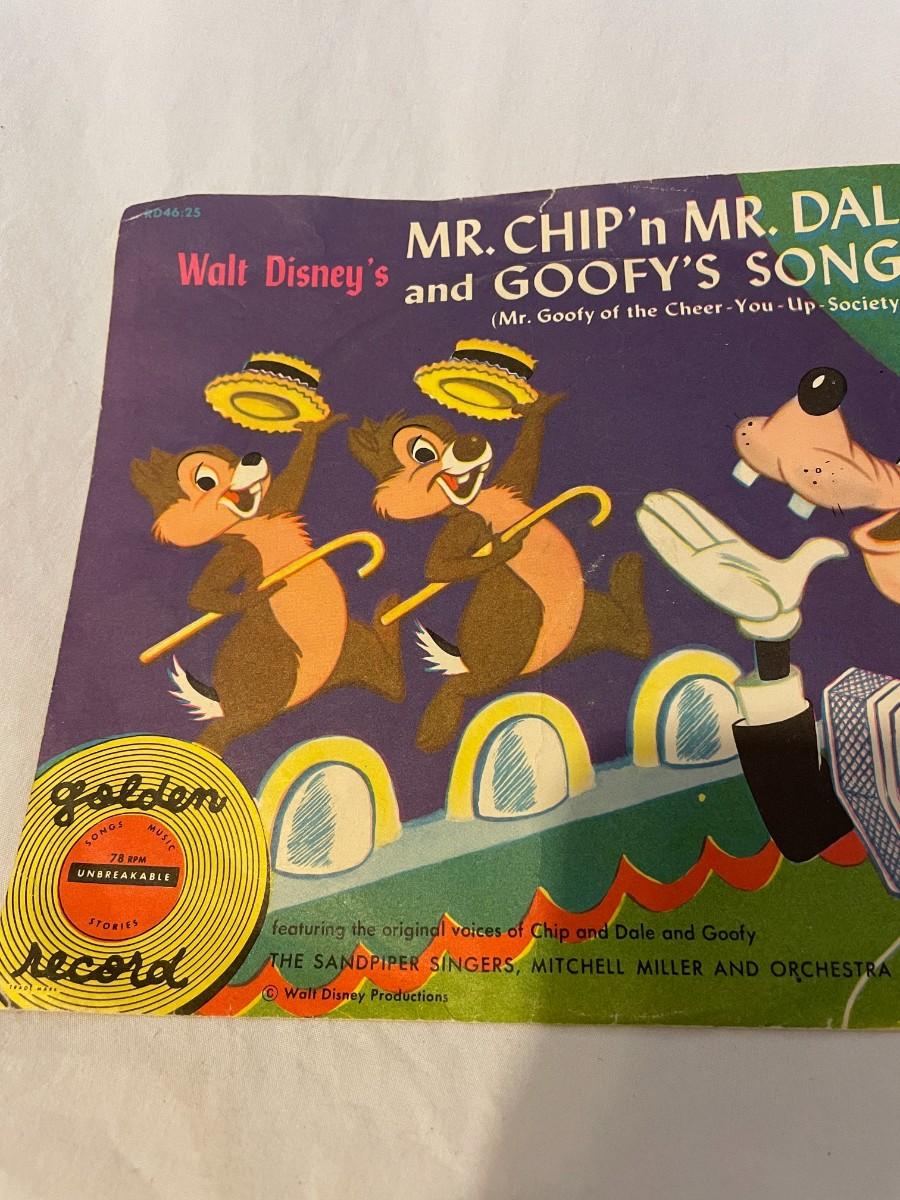 RD46:25
MR. CHIP'n MR. DAL
Walt Disney's
and GOOFY'S SONG
(Mr. Goofy of the Cheer-You-Up-Society
golden
SONGS MUSIC
78 RPM
UNBREAKABLE
STORIES
record
TRADE MARK
featuring the original voices of Chip and Dale and Goofy
THE SANDPIPER SINGERS, MITCHELL MILLER AND ORCHESTRA
© Walt Disney Productions